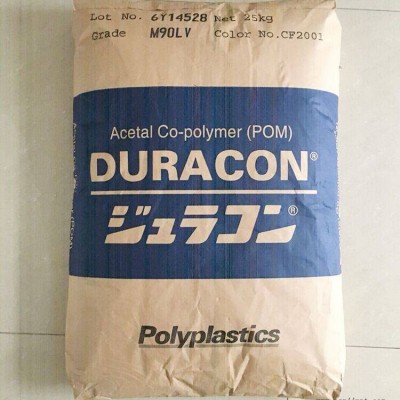 Lot No. 6Y14528 Net 25kg
Grade M90LV Color No.CF2001
Acetal Co-polymer (POM)
DURACON®
ジュラコン®
Polyplastics